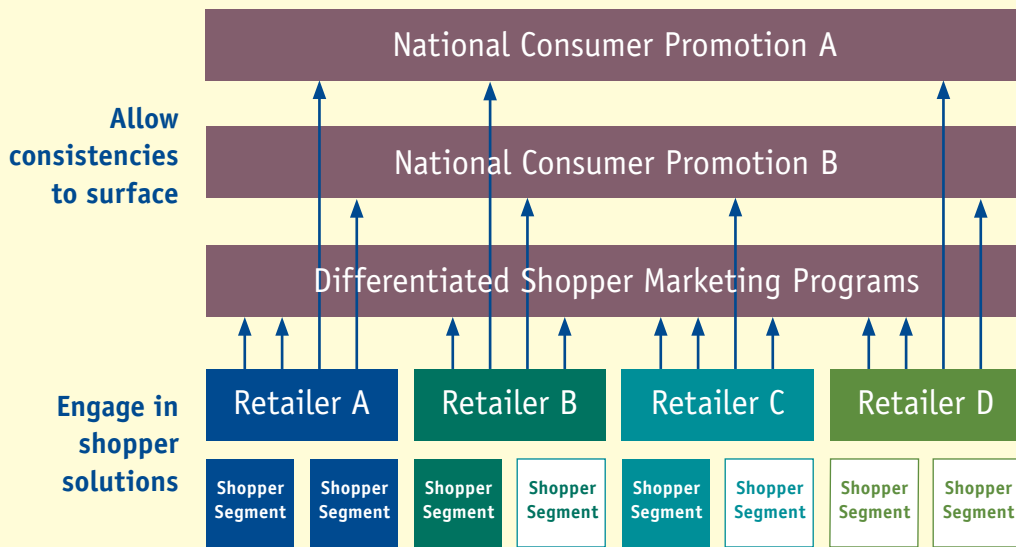 National Consumer Promotion A
Allow
consistencies
to surface
National Consumer Promotion B
Differentiated Shopper Marketing Programs
Engage in
shopper
solutions
Retailer A
Retailer B
Retailer C
Retailer D
Shopper
Segment
Shopper
Segment
Shopper
Segment
Shopper
Segment
Shopper
Segment
Shopper
Segment
Shopper
Segment
Shopper
Segment